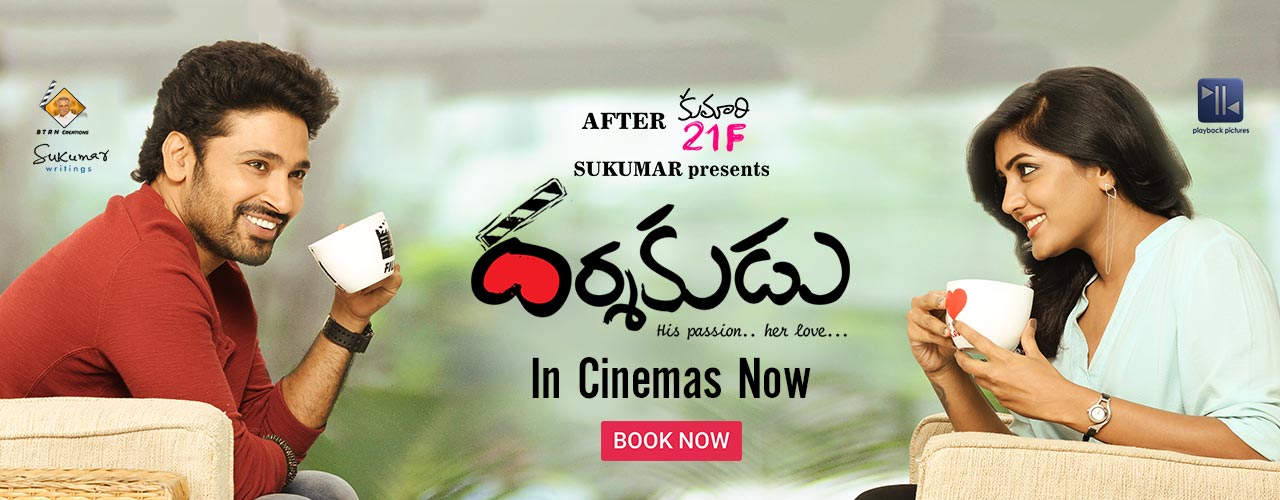 BTRN CREATIONS
Sukumar
writings
FIL
AFTER కుమారి
21F
SUKUMAR presents
దర్శకుడు
His passion.. her love...
In Cinemas Now
BOOK NOW
playback pictures